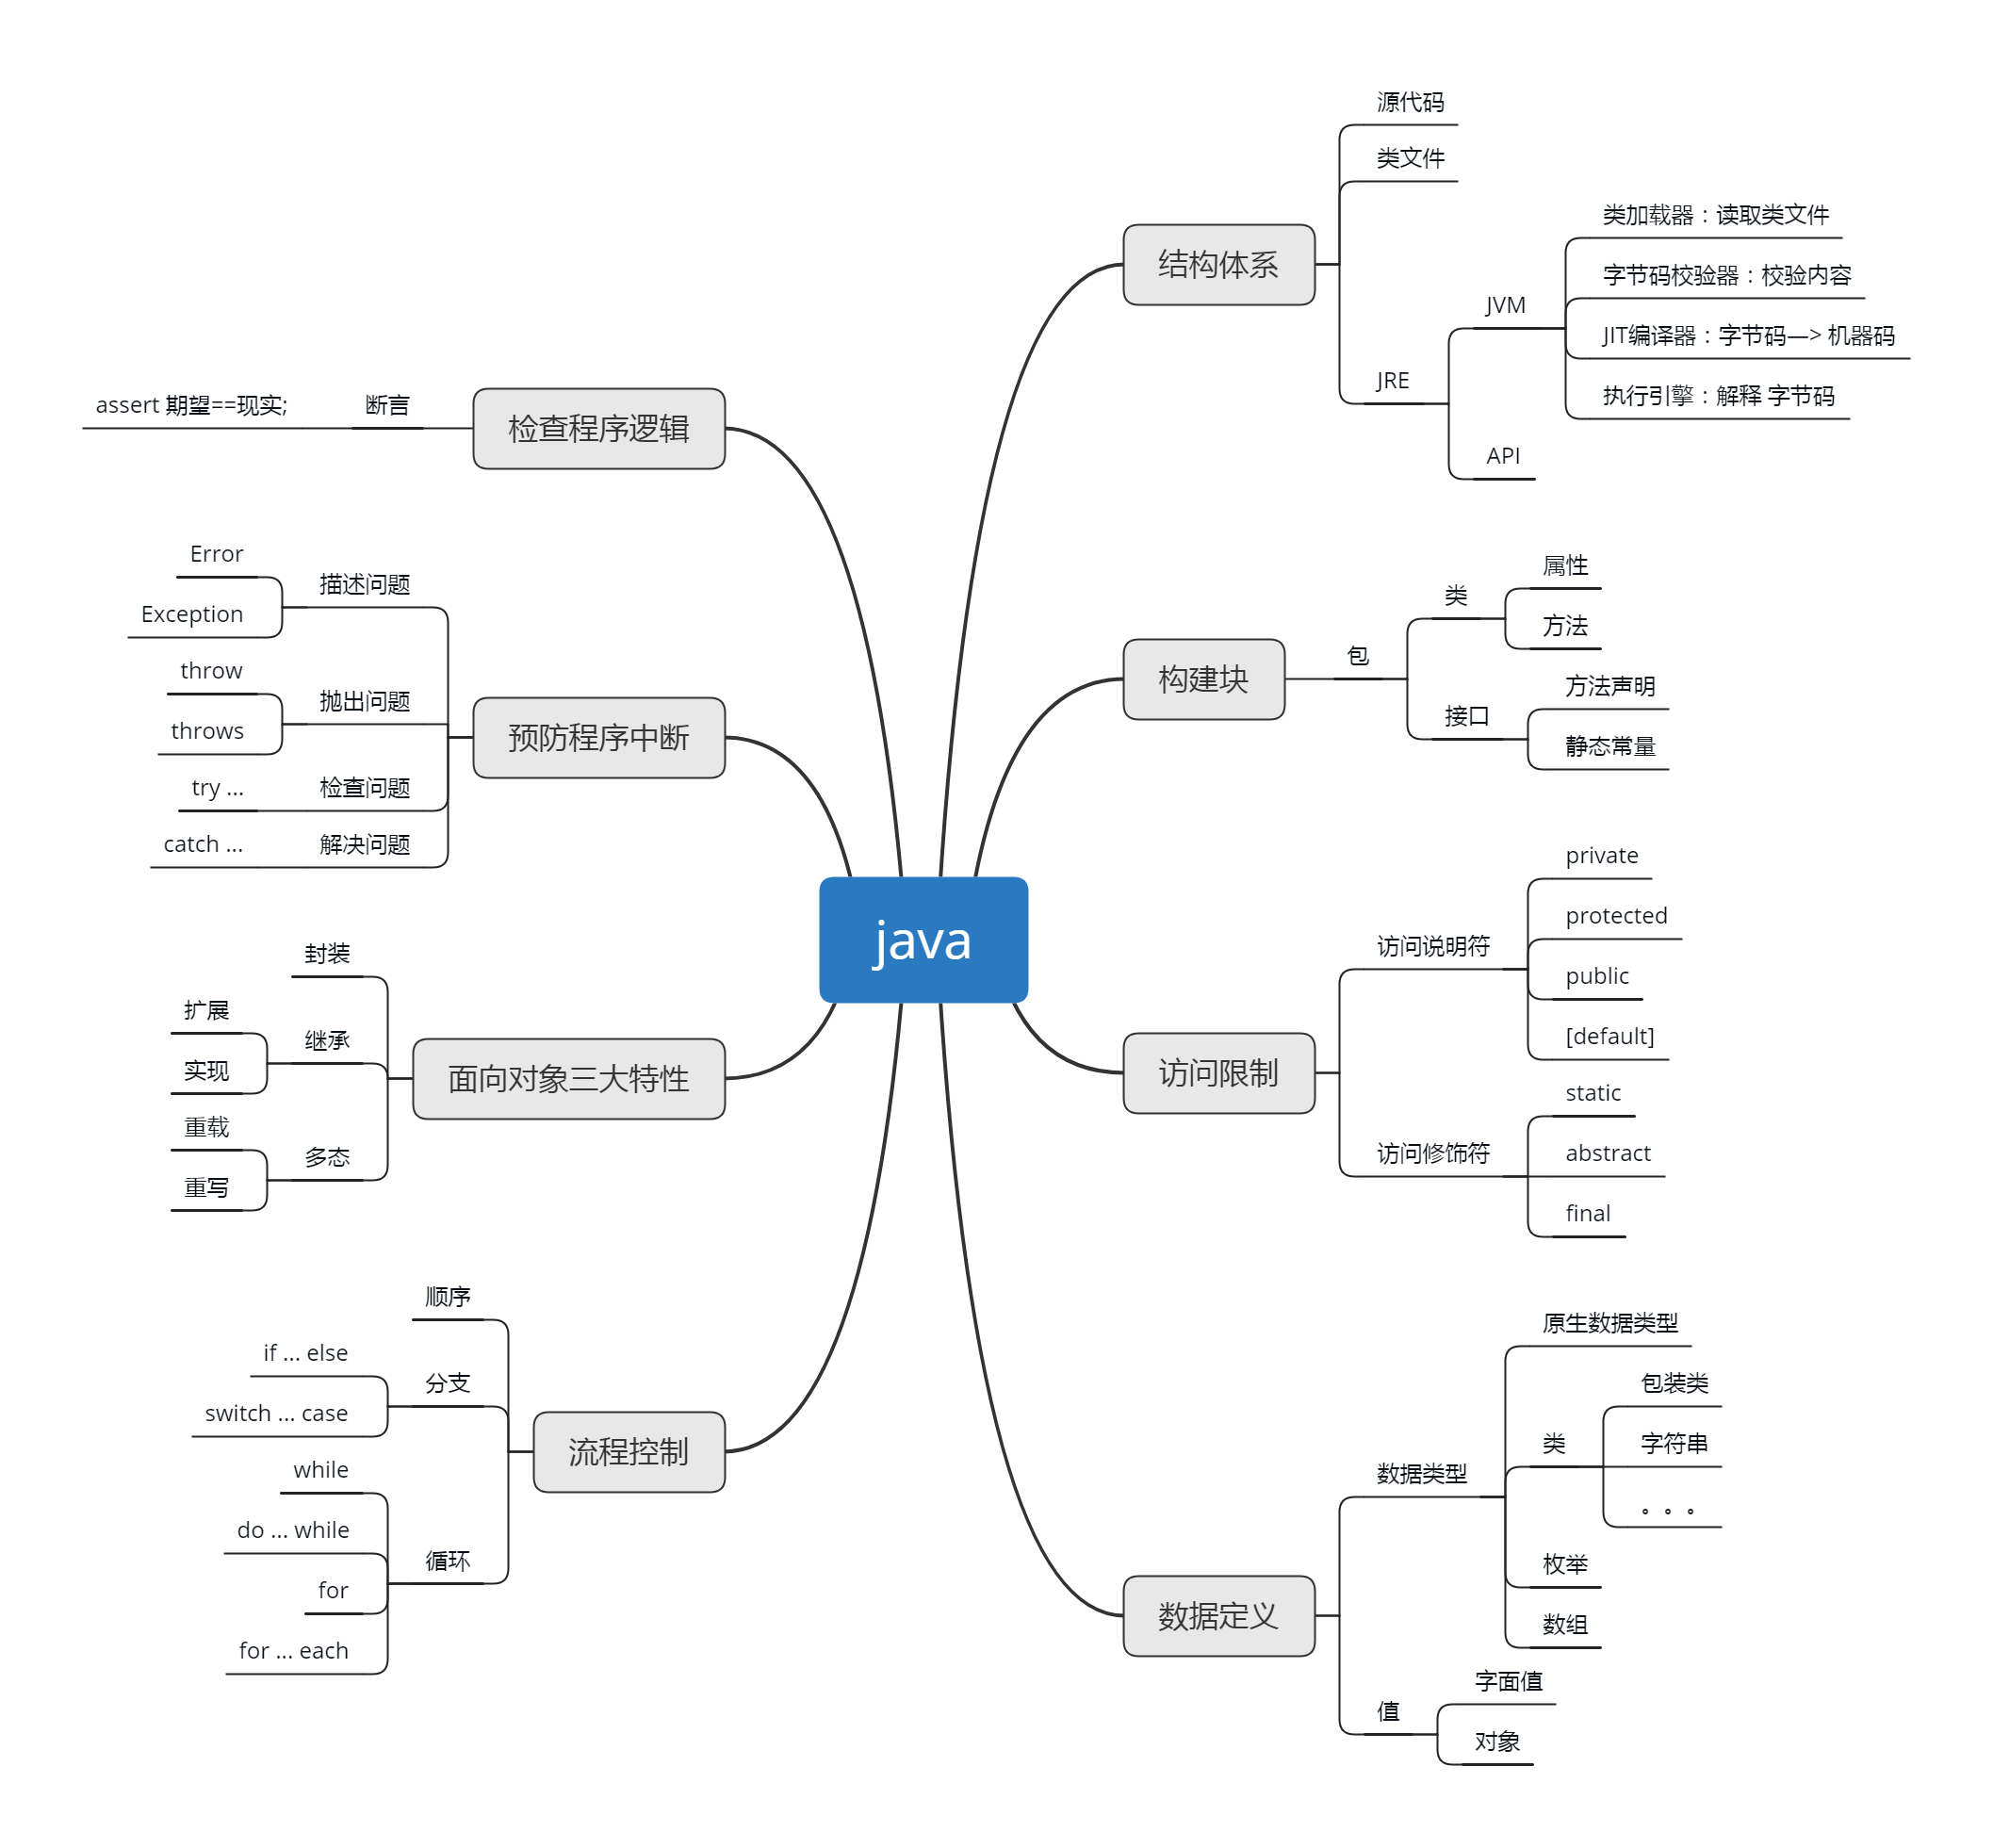 java
结构体系
源代码
类文件
JRE
JVM
类加载器：读取类文件
字节码校验器：校验内容
JIT编译器：字节码—> 机器码
执行引擎：解释 字节码
API
构建块
包
类
属性
方法
接口
方法声明
静态常量
访问限制
访问说明符
private
protected
public
[default]
访问修饰符
static
abstract
final
数据定义
数据类型
原生数据类型
类
包装类
字符串
。。。
枚举
数组
值
字面值
对象
检查程序逻辑
断言
assert 期望==现实;
预防程序中断
描述问题
Error
Exception
抛出问题
throw
throws
检查问题
try ...
解决问题
catch ...
面向对象三大特性
封装
继承
扩展
实现
多态
重载
重写
流程控制
顺序
分支
if ... else
switch ... case
循环
while
do ... while
for
for ... each